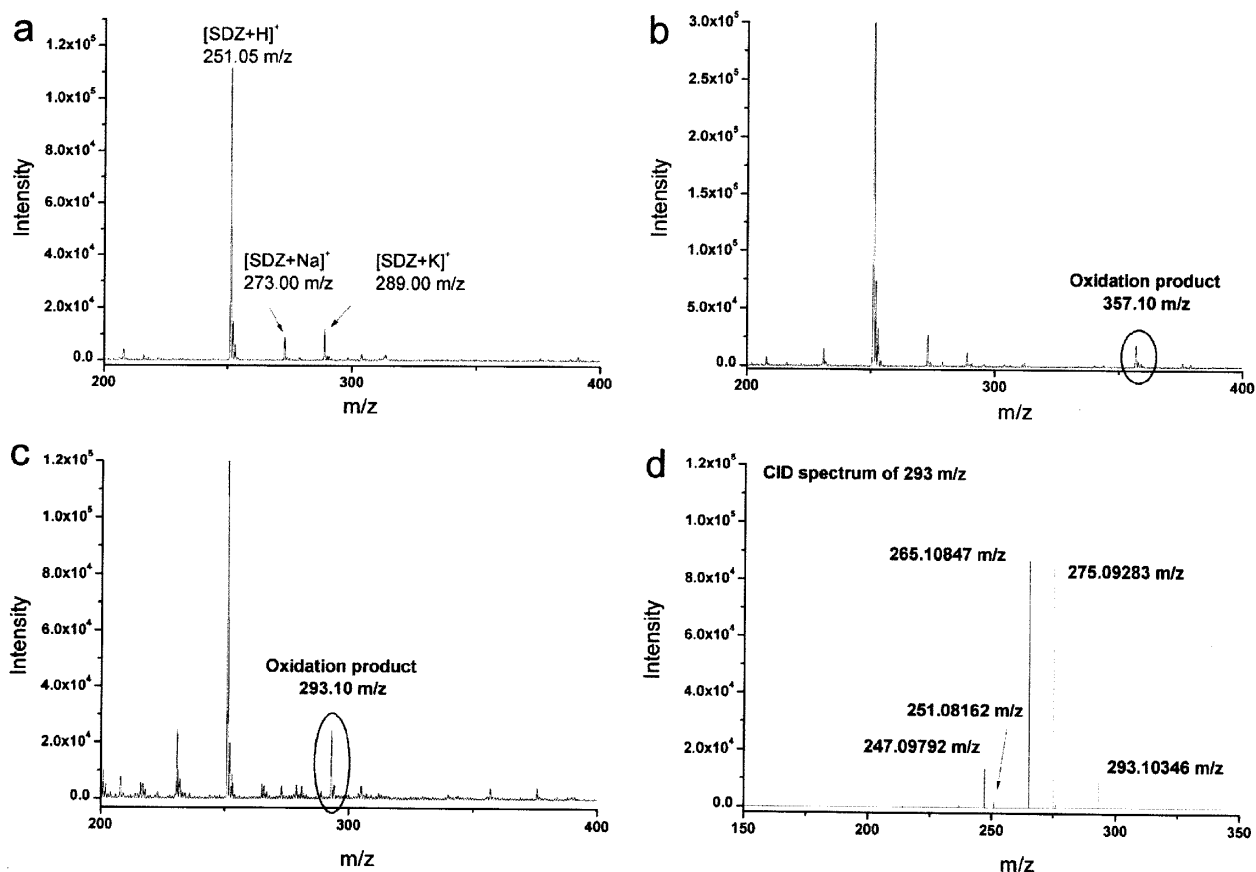 a
[SDZ+H]+
251.05 m/z
1.2x10^5
1.0x10^5
8.0x10^4
6.0x10^4
4.0x10^4
2.0x10^4
0.0
Intensity
[SDZ+Na]+
273.00 m/z
[SDZ+K]+
289.00 m/z
200
300
400
m/z
b
3.0x10^5
2.5x10^5
2.0x10^5
1.5x10^5
1.0x10^5
5.0x10^4
0.0
Intensity
Oxidation product
357.10 m/z
200
300
400
m/z
c
1.2x10^5
1.0x10^5
8.0x10^4
6.0x10^4
4.0x10^4
2.0x10^4
0.0
Intensity
Oxidation product
293.10 m/z
200
300
400
m/z
d
CID spectrum of 293 m/z
1.2x10^5
1.0x10^5
8.0x10^4
6.0x10^4
4.0x10^4
2.0x10^4
0.0
Intensity
265.10847 m/z
275.09283 m/z
251.08162 m/z
247.09792 m/z
293.10346 m/z
150
200
250
300
350
m/z